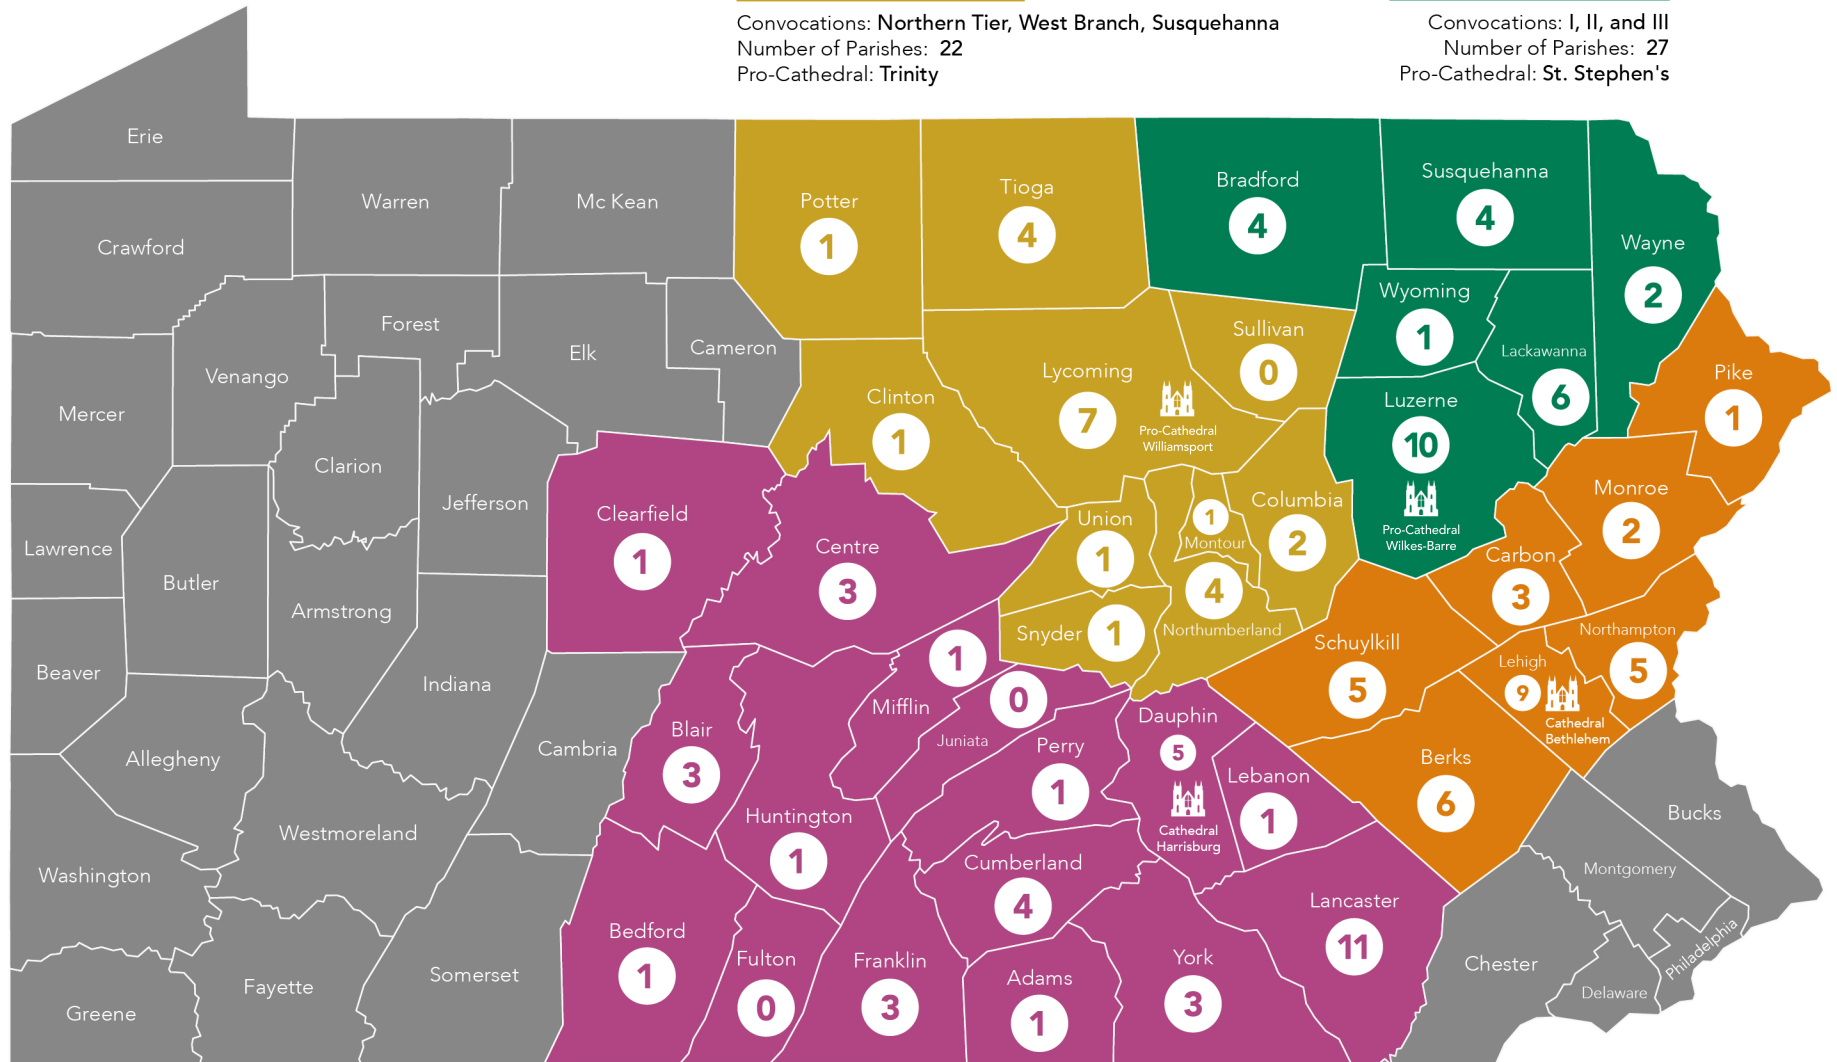 Convocations: Northern Tier, West Branch, Susquehanna
Number of Parishes: 22
Pro-Cathedral: Trinity
Convocations: I, II, and III
Number of Parishes: 27
Pro-Cathedral: St. Stephen's
Erie
Warren
Mc Kean
Potter
1
Tioga
4
Bradford
4
Susquehanna
4
Wayne
2
Crawford
Forest
Elk
Cameron
Venango
Mercer
Clarion
Jefferson
Clinton
1
Lycoming
7
Pro-Cathedral
Williamsport
Sullivan
0
Wyoming
1
Lackawanna
6
Luzerne
10
Pro-Cathedral
Wilkes-Barre
Pike
1
Monroe
2
Carbon
3
Northampton
5
Lehigh
9
Cathedral
Bethlehem
Schuylkill
5
Berks
6
Columbia
2
1
Montour
Union
1
4
Northumberland
Snyder
1
Clearfield
1
Centre
3
Lawrence
Butler
Armstrong
Beaver
Indiana
Allegheny
Cambria
Blair
3
1
Mifflin
0
Juniata
Perry
1
Dauphin
5
Cathedral
Harrisburg
Lebanon
1
Huntington
1
Westmoreland
Washington
Cumberland
4
Lancaster
11
Bedford
1
Fulton
0
Franklin
3
Adams
1
York
3
Somerset
Fayette
Greene
Bucks
Montgomery
Philadelphia
Chester
Delaware